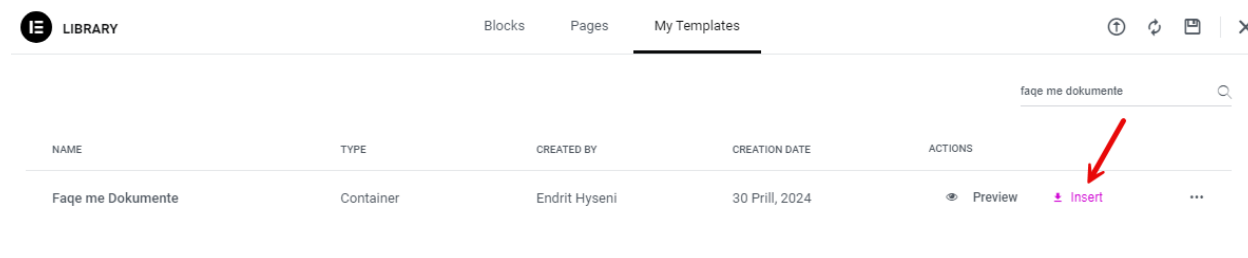 LIBRARY Blocks Pages My Templates
faqe me dokumente
NAME TYPE CREATED BY CREATION DATE ACTIONS
Faqe me Dokumente Container Endrit Hyseni 30 Prill, 2024 Preview Insert